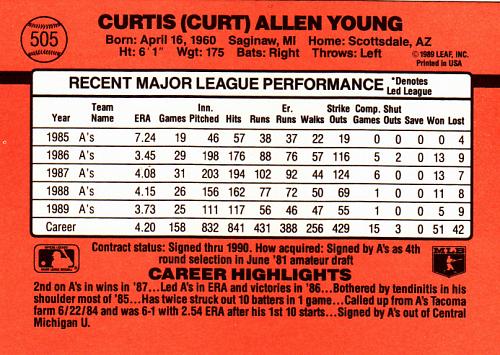 505
CURTIS (CURT) ALLEN YOUNG
Born: April 16, 1960 Saginaw, MI Home: Scottsdale, AZ
Ht: 6'1" Wgt: 175 Bats: Right Throws: Left
©1989 LEAF, INC.
Printed in USA
RECENT MAJOR LEAGUE PERFORMANCE *Denotes Led League
Year Team Name ERA Games Inn. Pitched Hits Runs Er. Runs Walks Strike Outs Comp. Games Shut Outs Save Won Lost
1985 A's 7.24 19 46 57 38 37 22 19 0 0 0 0 4
1986 A's 3.45 29 198 176 88 76 57 116 5 2 0 13 9
1987 A's 4.08 31 203 194 102 92 44 124 6 0 0 13 7
1988 A's 4.15 26 156 162 77 72 50 69 1 0 0 11 8
1989 A's 3.73 25 111 117 56 46 47 55 1 0 0 5 9
Career 4.20 158 832 841 431 388 256 429 15 3 0 51 42
Contract status: Signed thru 1990. How acquired: Signed by A's as 4th
round selection in June '81 amateur draft
MLB
CAREER HIGHLIGHTS
2nd on A's in wins in '87...Led A's in ERA and victories in '86...Bothered by tendinitis in his
shoulder most of '85...Has twice struck out 10 batters in 1 game...Called up from A's Tacoma
farm 6/22/84 and was 6-1 with 2.54 ERA after his 1st 10 starts...Signed by A's out of Central
Michigan U.